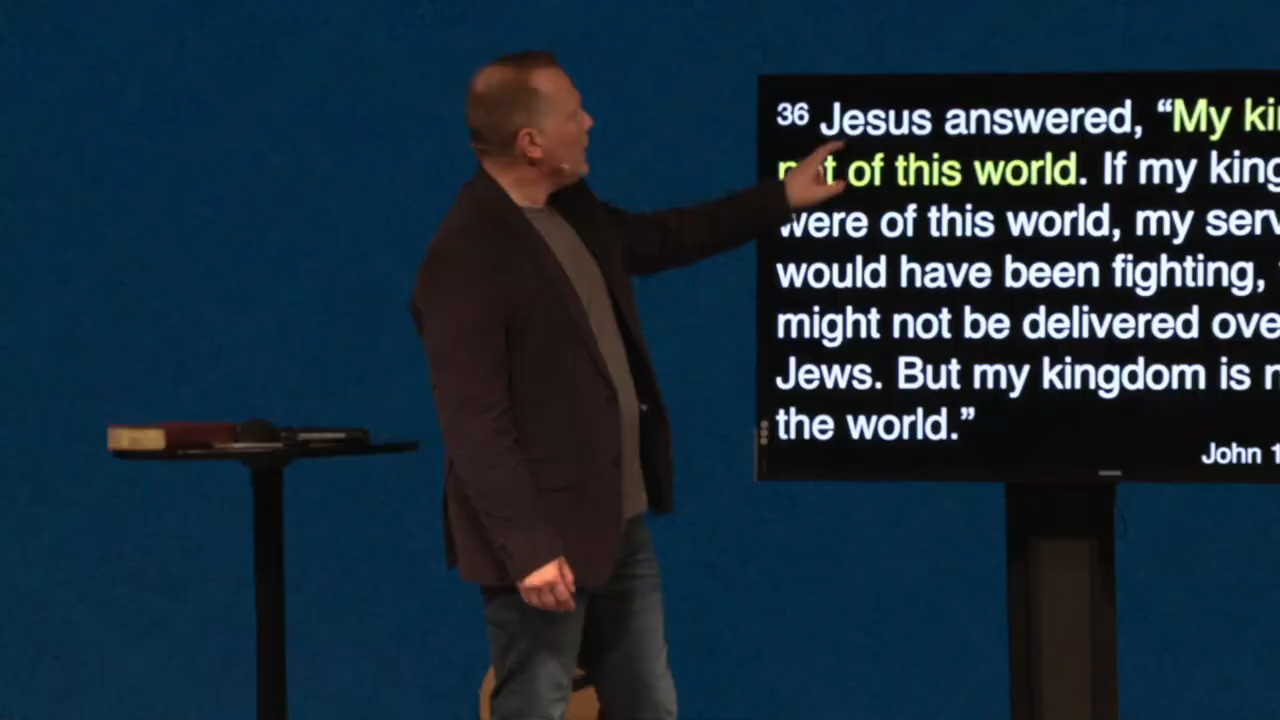 36 Jesus answered, “My
not of this world. If my
were of this world, my
would have been fighting,
might not be delivered
Jews. But my kingdom is
the world.”
John